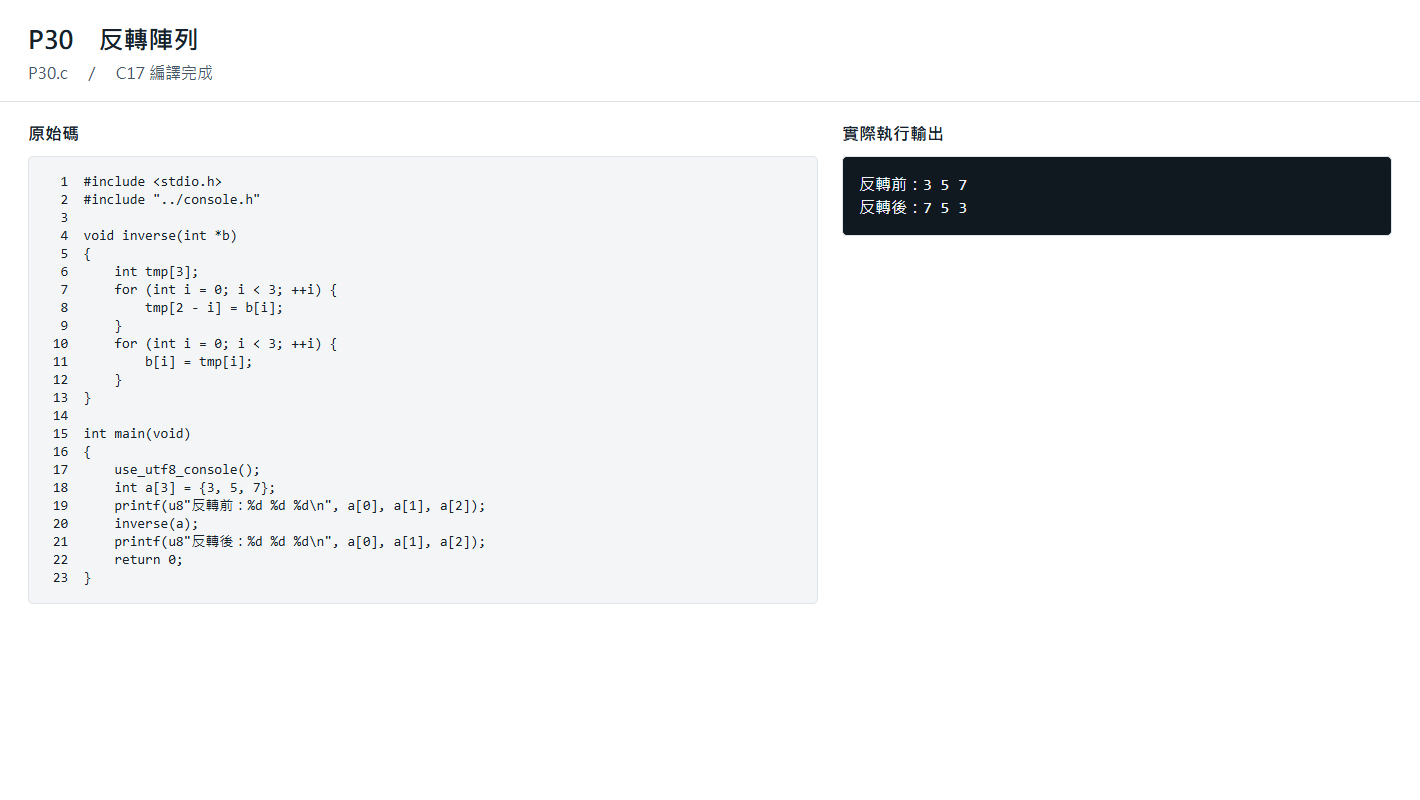 P30　反轉陣列
P30.c　/　C17 編譯完成
原始碼
1 #include <stdio.h>
2 #include "../console.h"
3
4 void inverse(int *b)
5 {
6     int tmp[3];
7     for (int i = 0; i < 3; ++i) {
8         tmp[2 - i] = b[i];
9     }
10     for (int i = 0; i < 3; ++i) {
11         b[i] = tmp[i];
12     }
13 }
14
15 int main(void)
16 {
17     use_utf8_console();
18     int a[3] = {3, 5, 7};
19     printf(u8"反轉前：%d %d %d\n", a[0], a[1], a[2]);
20     inverse(a);
21     printf(u8"反轉後：%d %d %d\n", a[0], a[1], a[2]);
22     return 0;
23 }
實際執行輸出
反轉前：3 5 7
反轉後：7 5 3